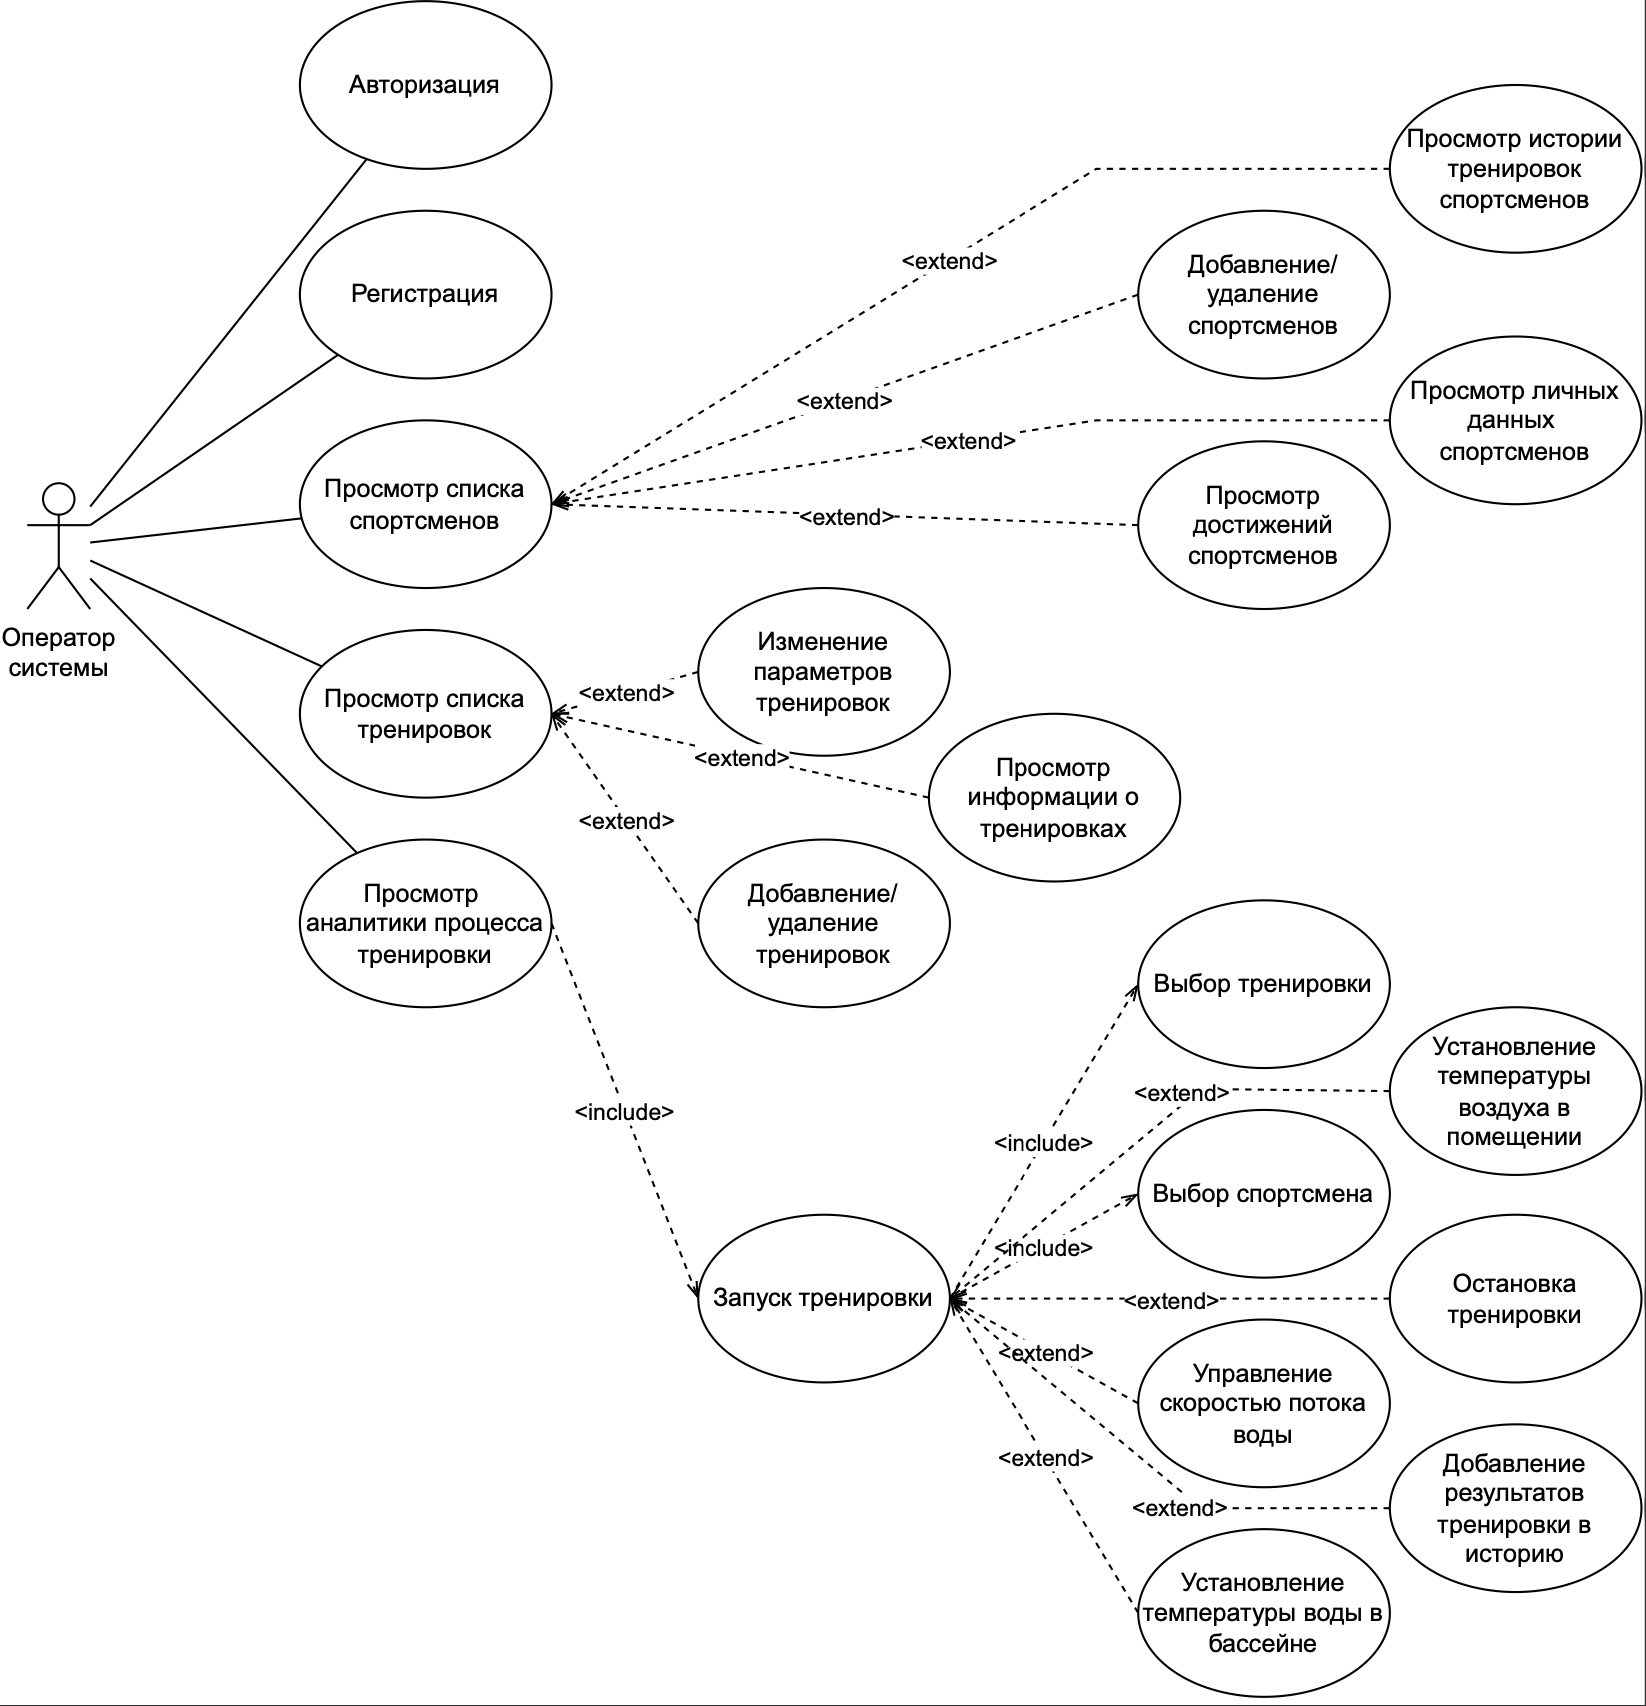 Авторизация
Просмотр истории
тренировок
спортсменов
<extend>
Добавление/
удаление
спортсменов
Регистрация
<extend>
Просмотр личных
данных
спортсменов
<extend>
Просмотр списка
спортсменов
<extend>
Просмотр
достижений
спортсменов
Оператор
системы
Изменение
параметров
тренировок
<extend>
Просмотр списка
тренировок
<extend>
Просмотр
информации о
тренировках
<extend>
Просмотр
аналитики процесса
тренировки
Добавление/
удаление
тренировок
Выбор тренировки
Установление
температуры
воздуха в
помещении
<extend>
<include>
<include>
Выбор спортсмена
<include>
Запуск тренировки
<extend>
Остановка
тренировки
<extend>
Управление
скоростью потока
воды
<extend>
Добавление
результатов
тренировки в
историю
<extend>
Установление
температуры воды в
бассейне